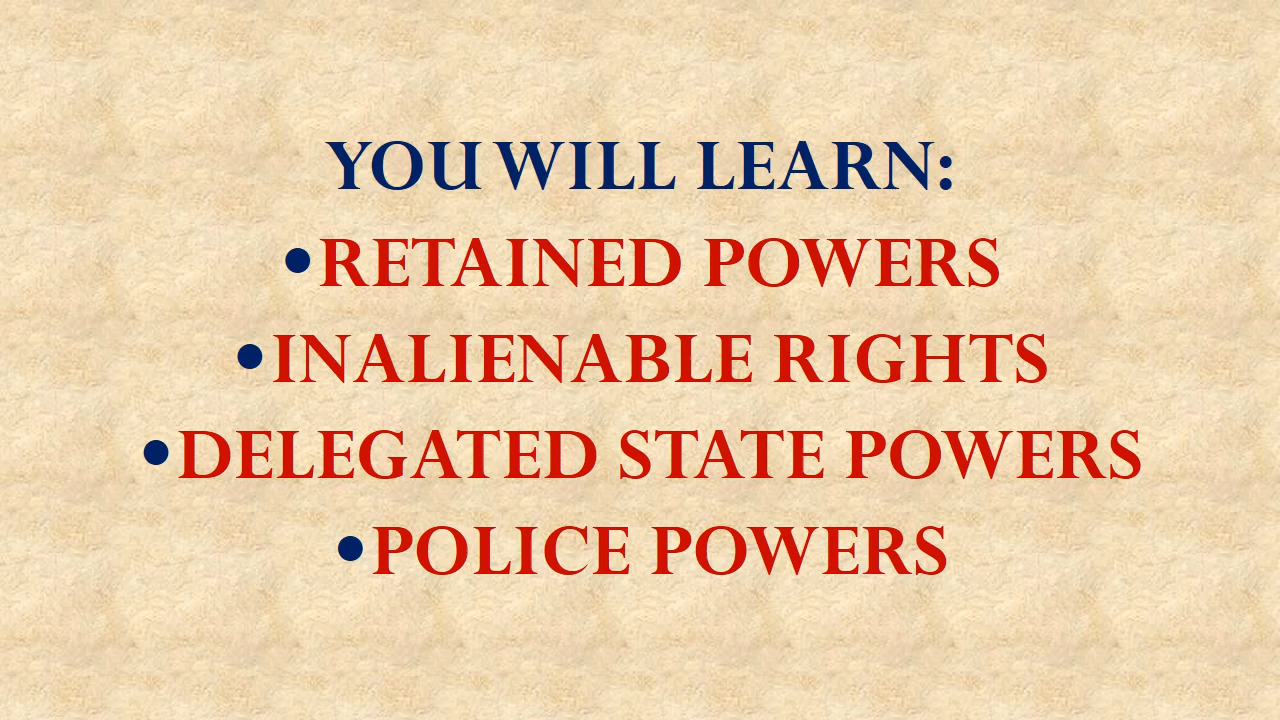 YOU WILL LEARN:
•RETAINED POWERS
•INALIENABLE RIGHTS
•DELEGATED STATE POWERS
•POLICE POWERS